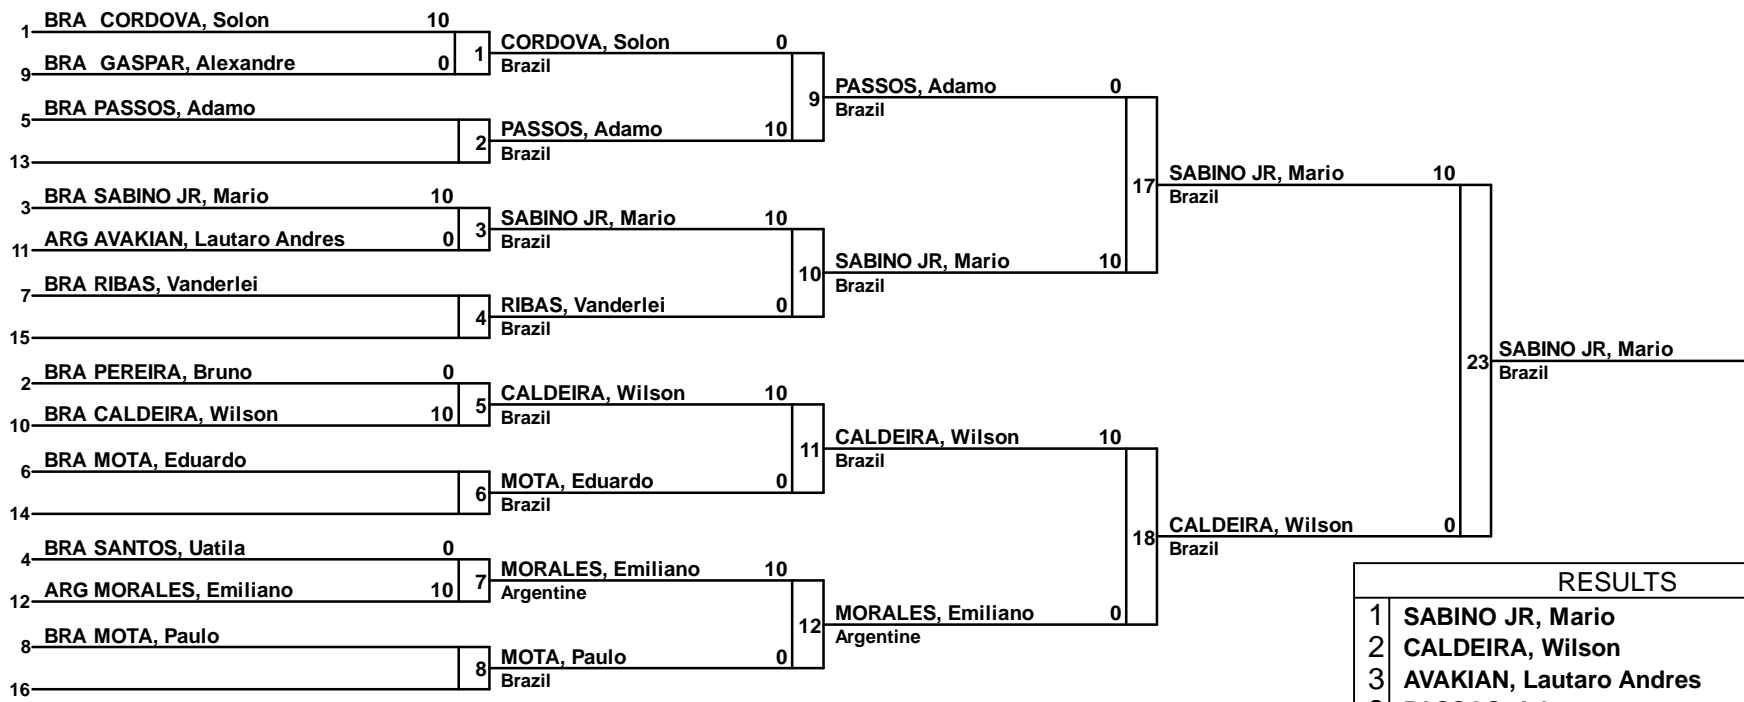 1 BRA CORDOVA, Solon 10
9 BRA GASPAR, Alexandre 0
1
5 BRA PASSOS, Adamo
13
2
3 BRA SABINO JR, Mario 10
11 ARG AVAKIAN, Lautaro Andres 0
3
7 BRA RIBAS, Vanderlei
15
4
2 BRA PEREIRA, Bruno 0
10 BRA CALDEIRA, Wilson 10
5
6 BRA MOTA, Eduardo
14
6
4 BRA SANTOS, Uatila 0
12 ARG MORALES, Emiliano 10
7
8 BRA MOTA, Paulo
16
8
CORDOVA, Solon 0
Brazil
PASSOS, Adamo 10
Brazil
9
SABINO JR, Mario 10
Brazil
RIBAS, Vanderlei 0
Brazil
10
CALDEIRA, Wilson 10
Brazil
MOTA, Eduardo 0
Brazil
11
MORALES, Emiliano 10
Argentine
MOTA, Paulo 0
Brazil
12
PASSOS, Adamo 0
Brazil
SABINO JR, Mario 10
Brazil
17
CALDEIRA, Wilson 10
Brazil
MORALES, Emiliano 0
Argentine
18
SABINO JR, Mario 10
Brazil
CALDEIRA, Wilson 0
Brazil
23
SABINO JR, Mario
Brazil
RESULTS
1 SABINO JR, Mario
2 CALDEIRA, Wilson
3 AVAKIAN, Lautaro Andres